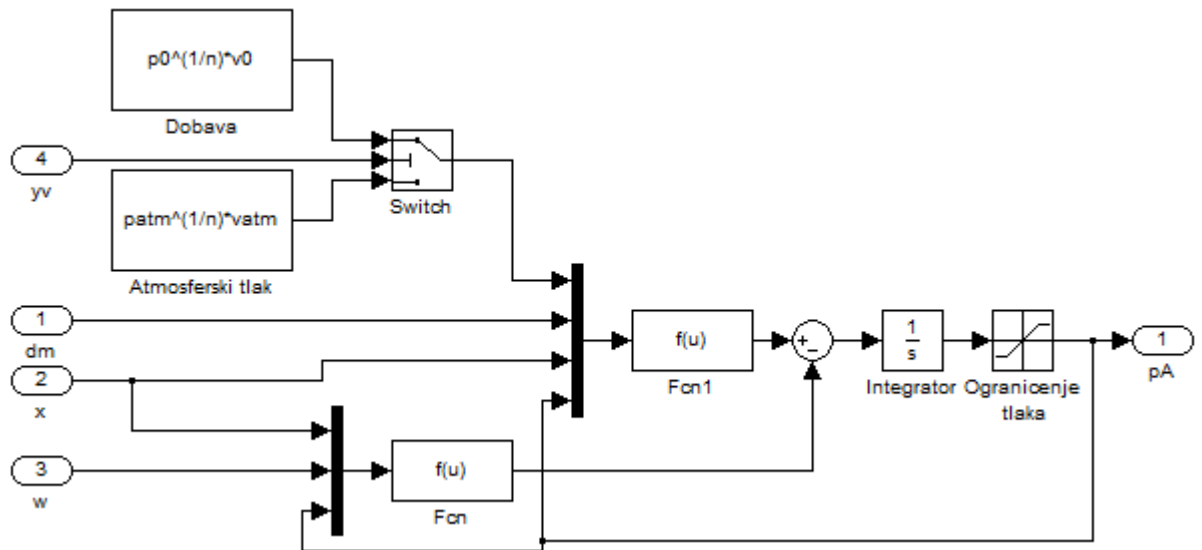 p0^(1/n)*v0
Dobava
4
yv
Switch
patm^(1/n)*vatm
Atmosferski tlak
1
dm
2
x
3
w
f(u)
Fcn
f(u)
Fcn1
+
−
1
s
Integrator
Ogranicenje
tlaka
1
pA